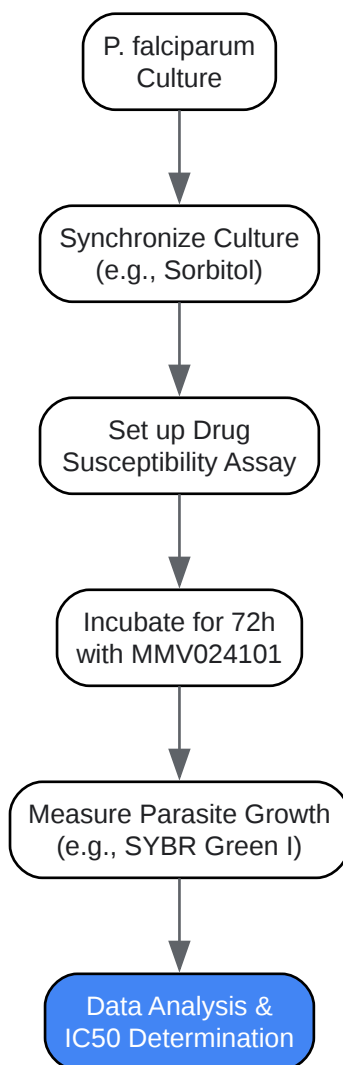 P. falciparum
Culture
Synchronize Culture
(e.g., Sorbitol)
Set up Drug
Susceptibility Assay
Incubate for 72h
with MMV024101
Measure Parasite Growth
(e.g., SYBR Green I)
Data Analysis &
IC50 Determination